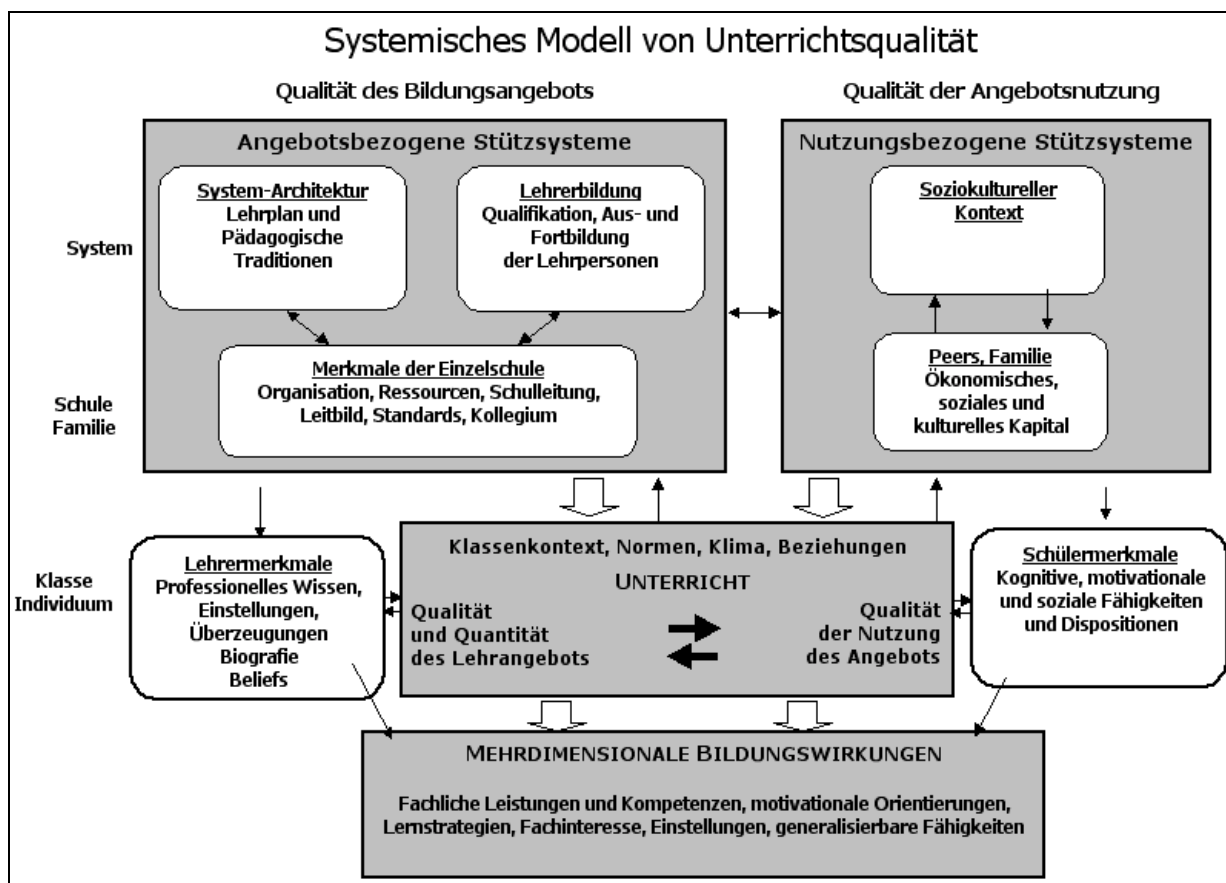 Systemisches Modell von Unterrichtsqualität
Qualität des Bildungsangebots
Qualität der Angebotsnutzung
Angebotsbezogene Stützsysteme
System-Architektur
Lehrplan und
Pädagogische
Traditionen
Lehrerbildung
Qualifikation, Aus- und
Fortbildung
der Lehrpersonen
Nutzungsbezogene Stützsysteme
Soziokultureller
Kontext
System
Merkmale der Einzelschule
Organisation, Ressourcen, Schulleitung,
Leitbild, Standards, Kollegium
Peers, Familie
Ökonomisches,
soziales und
kulturelles Kapital
Schule
Familie
Klasse
Individuum
Lehrermerkmale
Professionelles Wissen,
Einstellungen,
Überzeugungen
Biografie
Beliefs
Klassenkontext, Normen, Klima, Beziehungen
UNTERRICHT
Qualität
und Quantität
des Lehrangebots
Qualität
der Nutzung
des Angebots
Schülermerkmale
Kognitive, motivationale
und soziale Fähigkeiten
und Dispositionen
MEHRDIMENSIONALE BILDUNGSWIRKUNGEN
Fachliche Leistungen und Kompetenzen, motivationale Orientierungen,
Lernstrategien, Fachinteresse, Einstellungen, generalisierbare Fähigkeiten